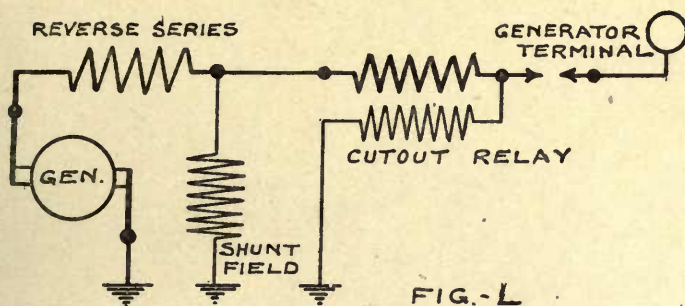 REVERSE SERIES
GENERATOR
TERMINAL
GEN.
CUTOUT RELAY
SHUNT
FIELD
FIG.-L